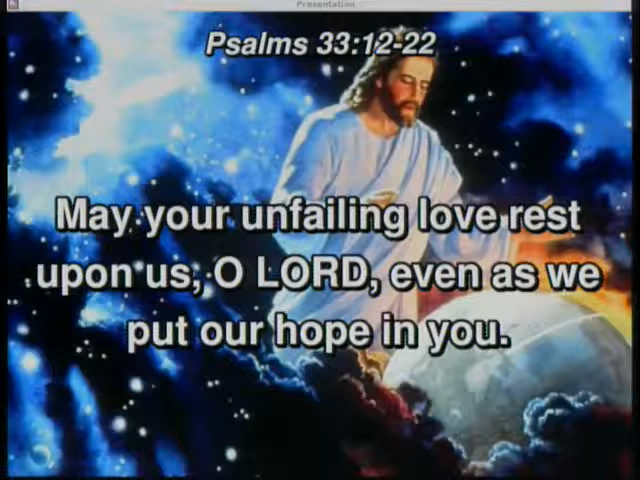 Presentation
Psalms 33:12-22
May your unfailing love rest
upon us, O LORD, even as we
put our hope in you.